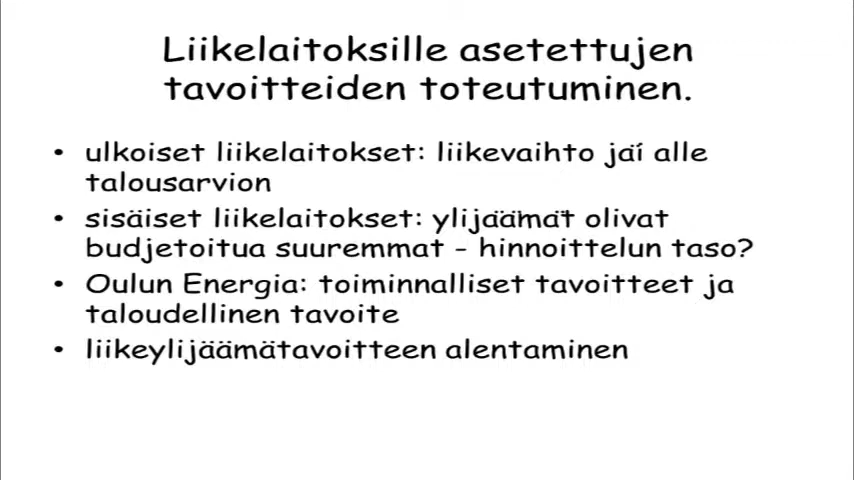 Liikelaitoksille asetettujen
tavoitteiden toteutuminen.
• ulkoiset liikelaitokset: liikevaihto jäi alle
talousarvion
• sisäiset liikelaitokset: ylijäämät olivat
budjetoitua suuremmat - hinnoittelun taso?
• Oulun Energia: toiminnalliset tavoitteet ja
taloudellinen tavoite
• liikeylijäämätavoitteen alentaminen